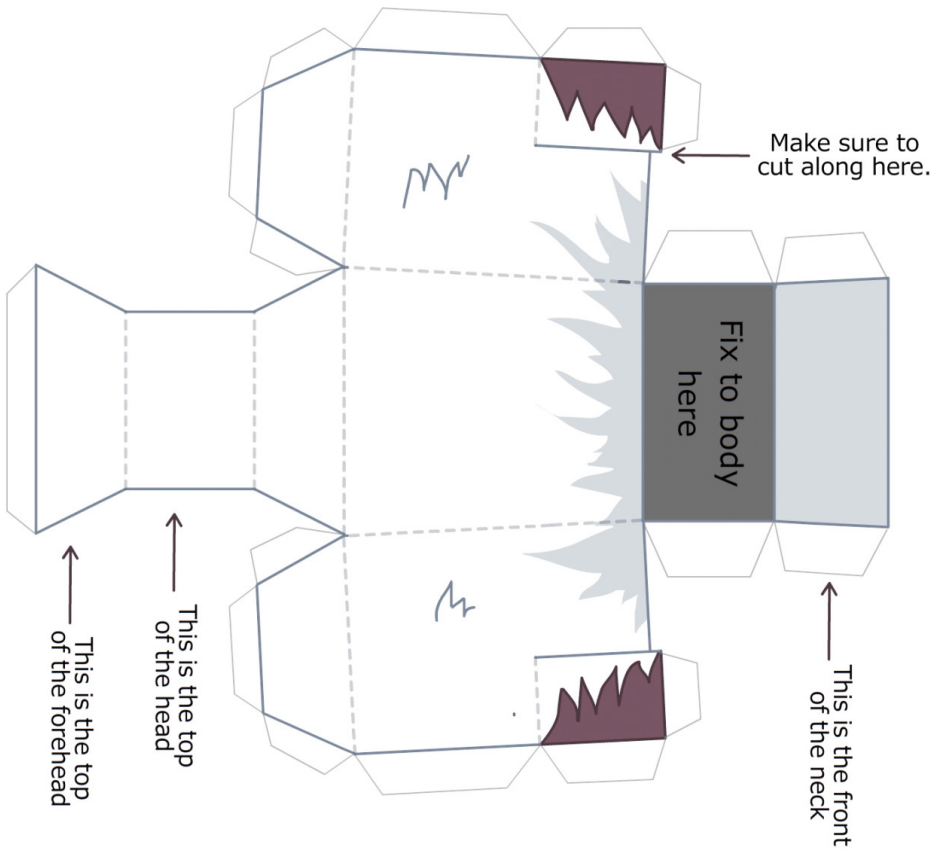 Make sure to
cut along here.
Fix to body
here
This is the front
of the neck
This is the top
of the head
This is the top
of the forehead